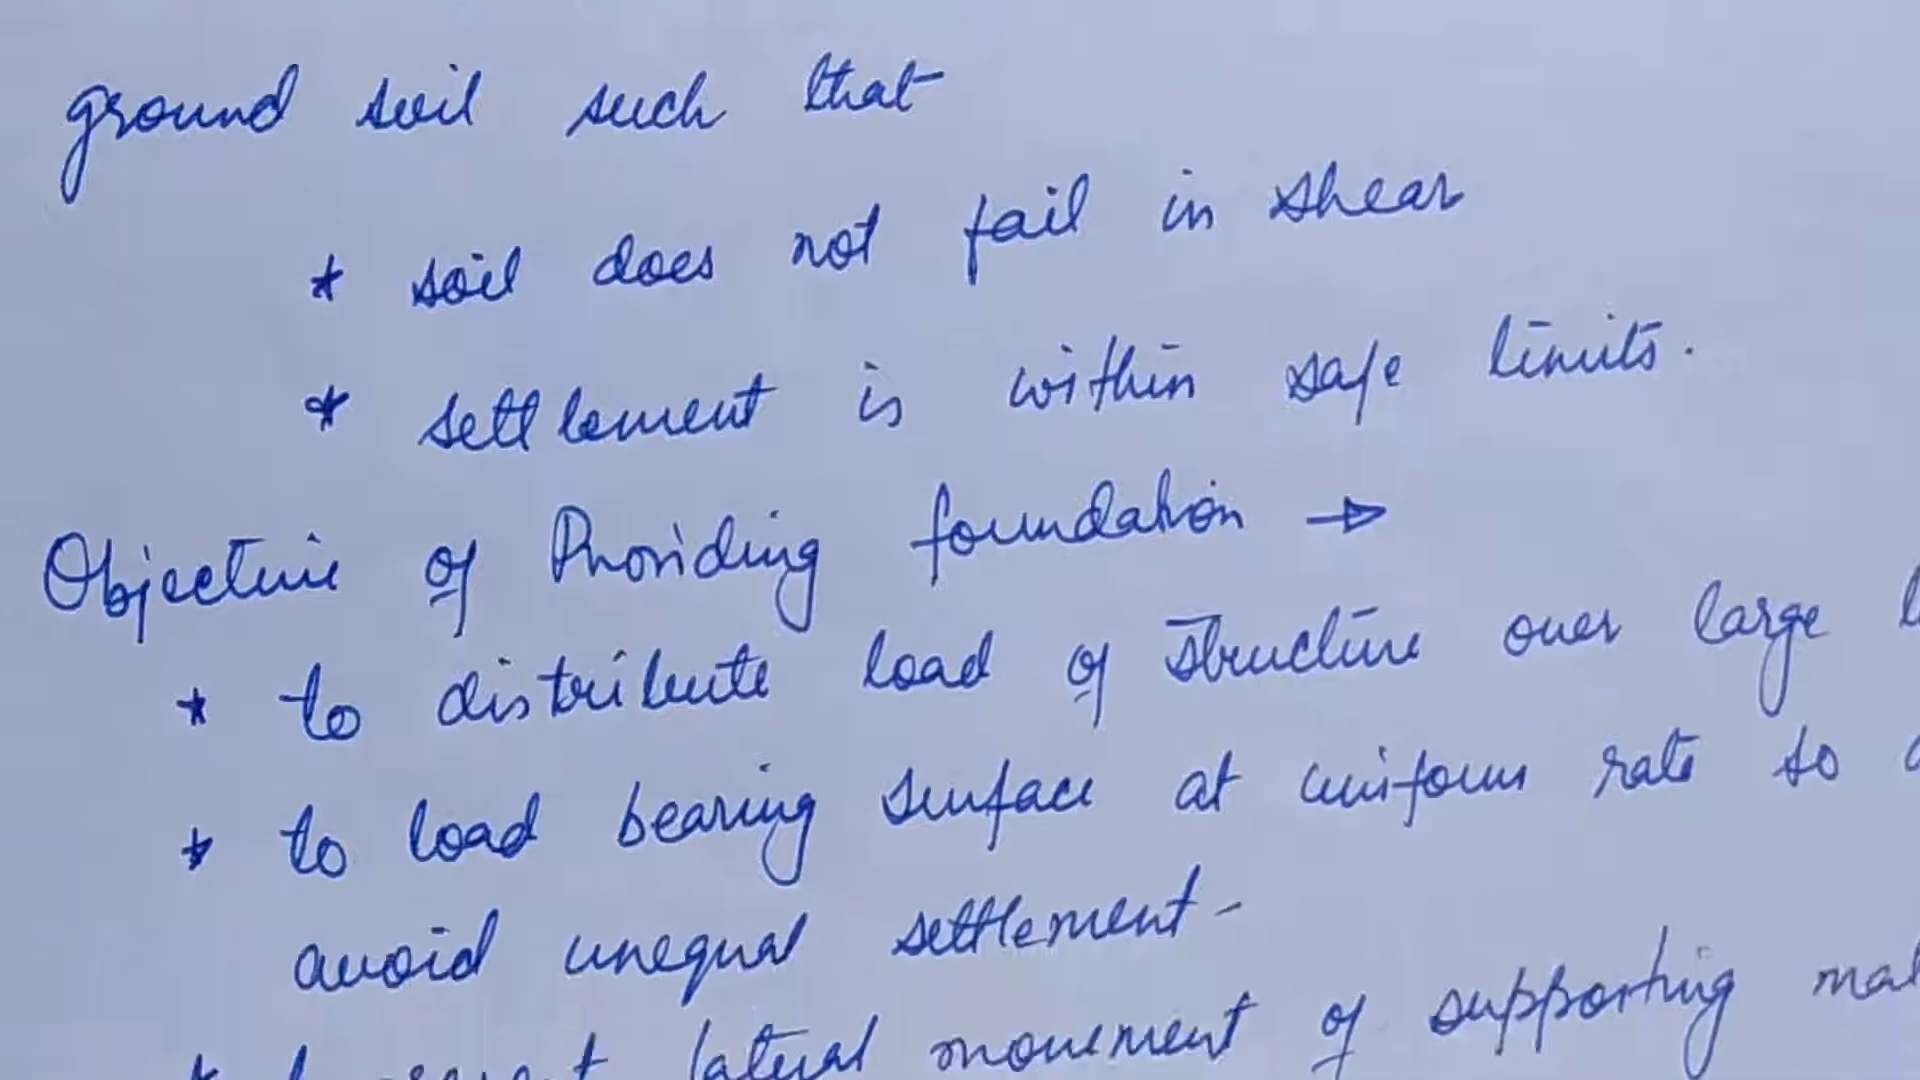 ground soil such that
* soil does not fail in shear
* settlement is within safe limits.
Objective of Providing foundation →
* to distribute load of structure over large
* to load bearing surface at uniform rate so
avoid unequal settlement-
* lateral movement of supporting